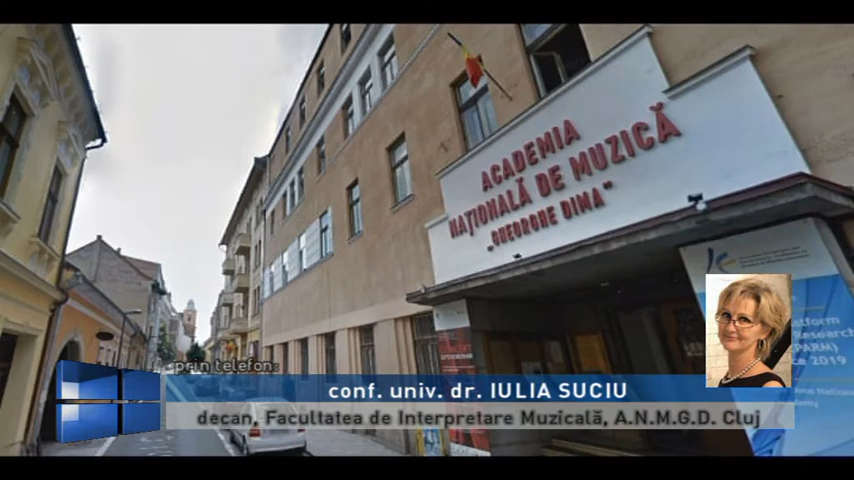 ACADEMIA
NAȚIONALĂ DE MUZICĂ
„GHEORGHE DIMA”
prin telefon:
conf. univ. dr. IULIA SUCIU
decan, Facultatea de Interpretare Muzicală, A.N.M.G.D. Cluj